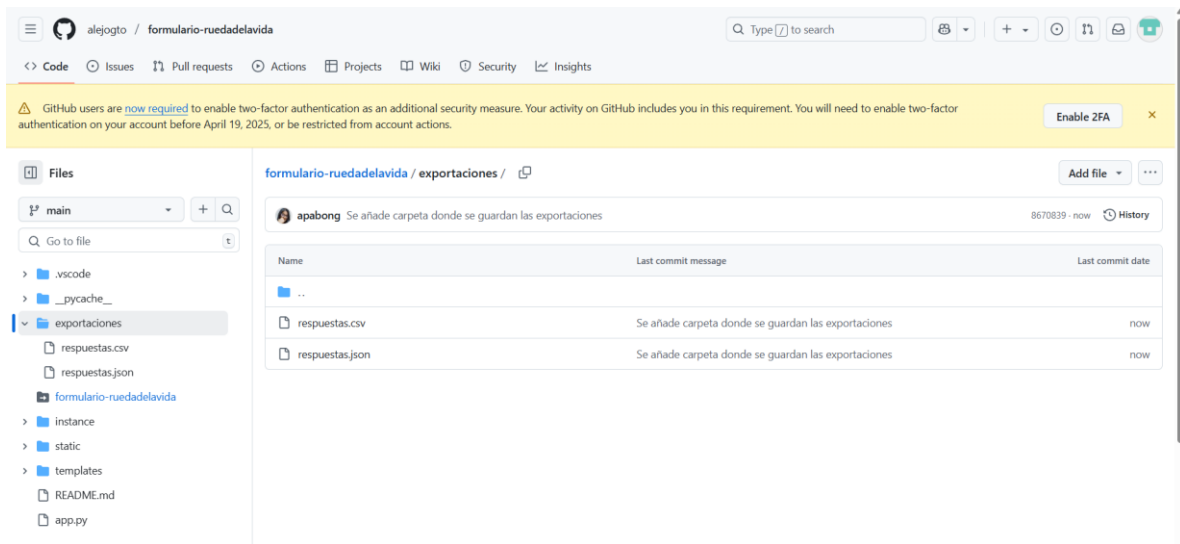 alejogto / formulario-ruedadelavida
Type / to search
Code Issues Pull requests Actions Projects Wiki Security Insights
GitHub users are now required to enable two-factor authentication as an additional security measure. Your activity on GitHub includes you in this requirement. You will need to enable two-factor
authentication on your account before April 19, 2025, or be restricted from account actions.
Enable 2FA
Files
main
Go to file t
.vscode
__pycache__
exportaciones
respuestas.csv
respuestas.json
formulario-ruedadelavida
instance
static
templates
README.md
app.py
formulario-ruedadelavida / exportaciones /
Add file
apabong Se añade carpeta donde se guardan las exportaciones 8670839 · now History
Name Last commit message Last commit date
..
respuestas.csv Se añade carpeta donde se guardan las exportaciones now
respuestas.json Se añade carpeta donde se guardan las exportaciones now